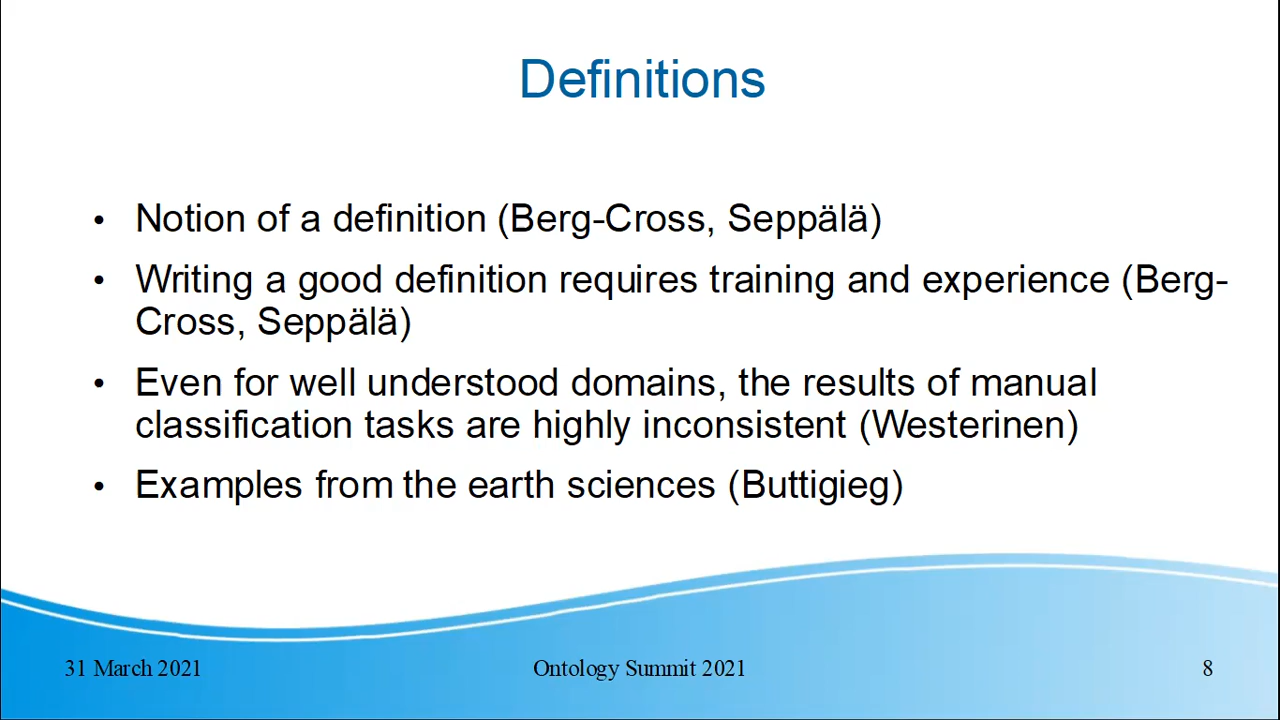 Definitions
• Notion of a definition (Berg-Cross, Seppälä)
• Writing a good definition requires training and experience (Berg-
Cross, Seppälä)
• Even for well understood domains, the results of manual
classification tasks are highly inconsistent (Westerinen)
• Examples from the earth sciences (Buttigieg)
31 March 2021
Ontology Summit 2021
8